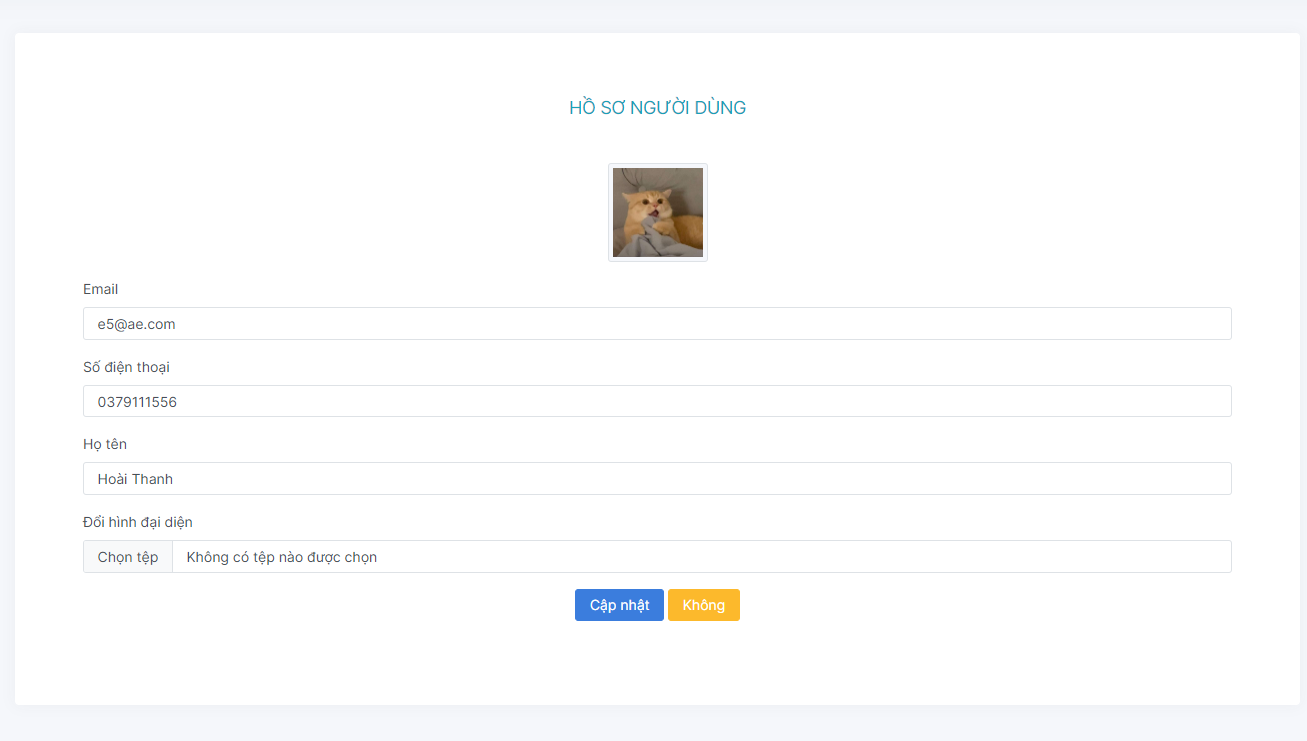 HỒ SƠ NGƯỜI DÙNG
Email
e5@ae.com
Số điện thoại
0379111556
Họ tên
Hoài Thanh
Đổi hình đại diện
Chọn tệp Không có tệp nào được chọn
Cập nhật Không